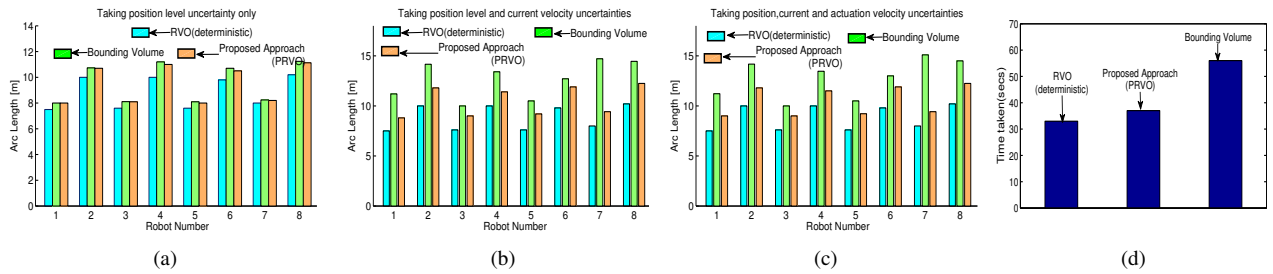 Taking position level uncertainty only
RVO(deterministic)
Bounding Volume
Proposed Approach
(PRVO)
Arc Length [m]
14
12
10
8
6
4
2
0
1 2 3 4 5 6 7 8
Robot Number
(a)
Taking position level and current velocity uncertainties
RVO(deterministic)
Bounding Volume
Proposed Approach
(PRVO)
Arc Length [m]
15
10
5
0
1 2 3 4 5 6 7 8
Robot Number
(b)
Taking position,current and actuation velocity uncertainties
RVO(deterministic)
Bounding Volume
Proposed Approach
(PRVO)
Arc Length [m]
15
10
5
0
1 2 3 4 5 6 7 8
Robot Number
(c)
Time taken(secs)
70
60
50
40
30
20
10
0
RVO
(deterministic)
Proposed Approach
(PRVO)
Bounding Volume
(d)